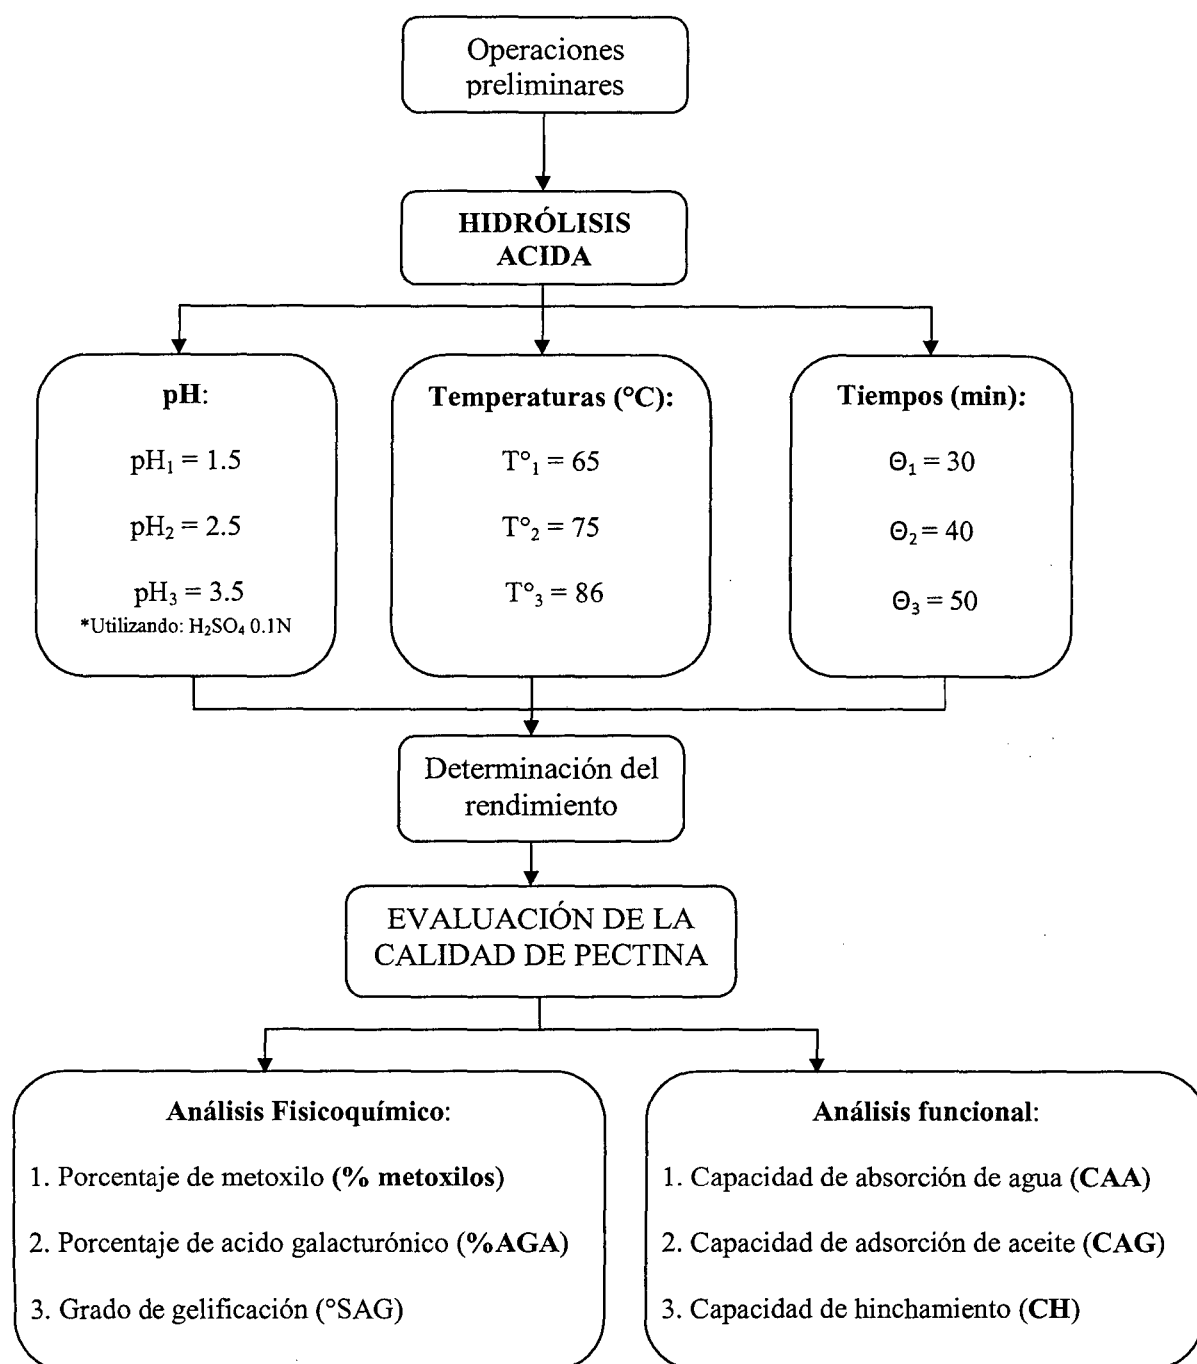 Operaciones
preliminares
HIDRÓLISIS
ACIDA
pH:
pH₁ = 1.5
pH₂ = 2.5
pH₃ = 3.5
*Utilizando: H₂SO₄ 0.1N
Temperaturas (°C):
T°₁ = 65
T°₂ = 75
T°₃ = 86
Tiempos (min):
Θ₁ = 30
Θ₂ = 40
Θ₃ = 50
Determinación del
rendimiento
EVALUACIÓN DE LA
CALIDAD DE PECTINA
Análisis Fisicoquímico:
1. Porcentaje de metoxilo (% metoxilos)
2. Porcentaje de acido galacturónico (%AGA)
3. Grado de gelificación (°SAG)
Análisis funcional:
1. Capacidad de absorción de agua (CAA)
2. Capacidad de adsorción de aceite (CAG)
3. Capacidad de hinchamiento (CH)